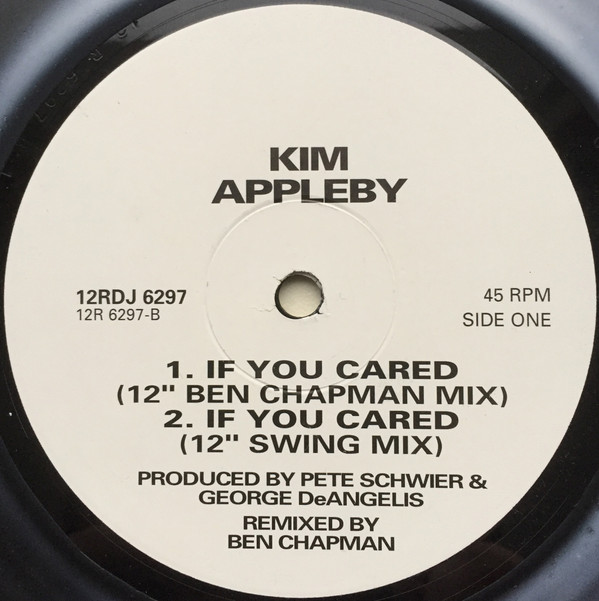 KIM
APPLEBY
12RDJ 6297
12R 6297-B
45 RPM
SIDE ONE
1. IF YOU CARED
(12" BEN CHAPMAN MIX)
2. IF YOU CARED
(12" SWING MIX)
PRODUCED BY PETE SCHWIER &
GEORGE DeANGELIS
REMIXED BY
BEN CHAPMAN